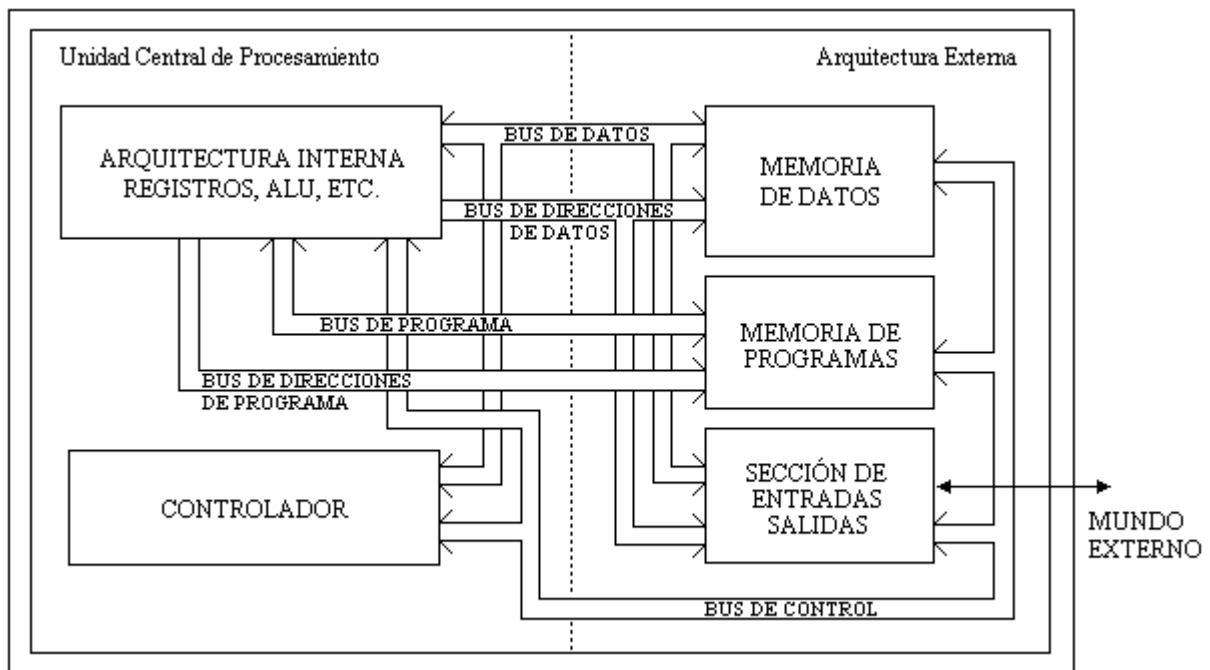 Unidad Central de Procesamiento
Arquitectura Externa
ARQUITECTURA INTERNA
REGISTROS, ALU, ETC.
BUS DE DATOS
MEMORIA
DE DATOS
BUS DE DIRECCIONES
DE DATOS
BUS DE PROGRAMA
MEMORIA DE
PROGRAMAS
BUS DE DIRECCIONES
DE PROGRAMA
CONTROLADOR
SECCIÓN DE
ENTRADAS
SALIDAS
MUNDO
EXTERNO
BUS DE CONTROL